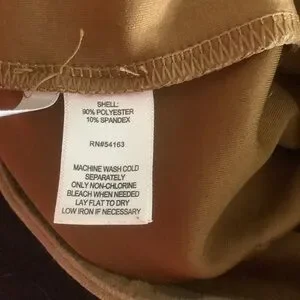 SHELL:
90% POLYESTER
10% SPANDEX
RN#54163
MACHINE WASH COLD
SEPARATELY
ONLY NON-CHLORINE
BLEACH WHEN NEEDED
LAY FLAT TO DRY
LOW IRON IF NECESSARY